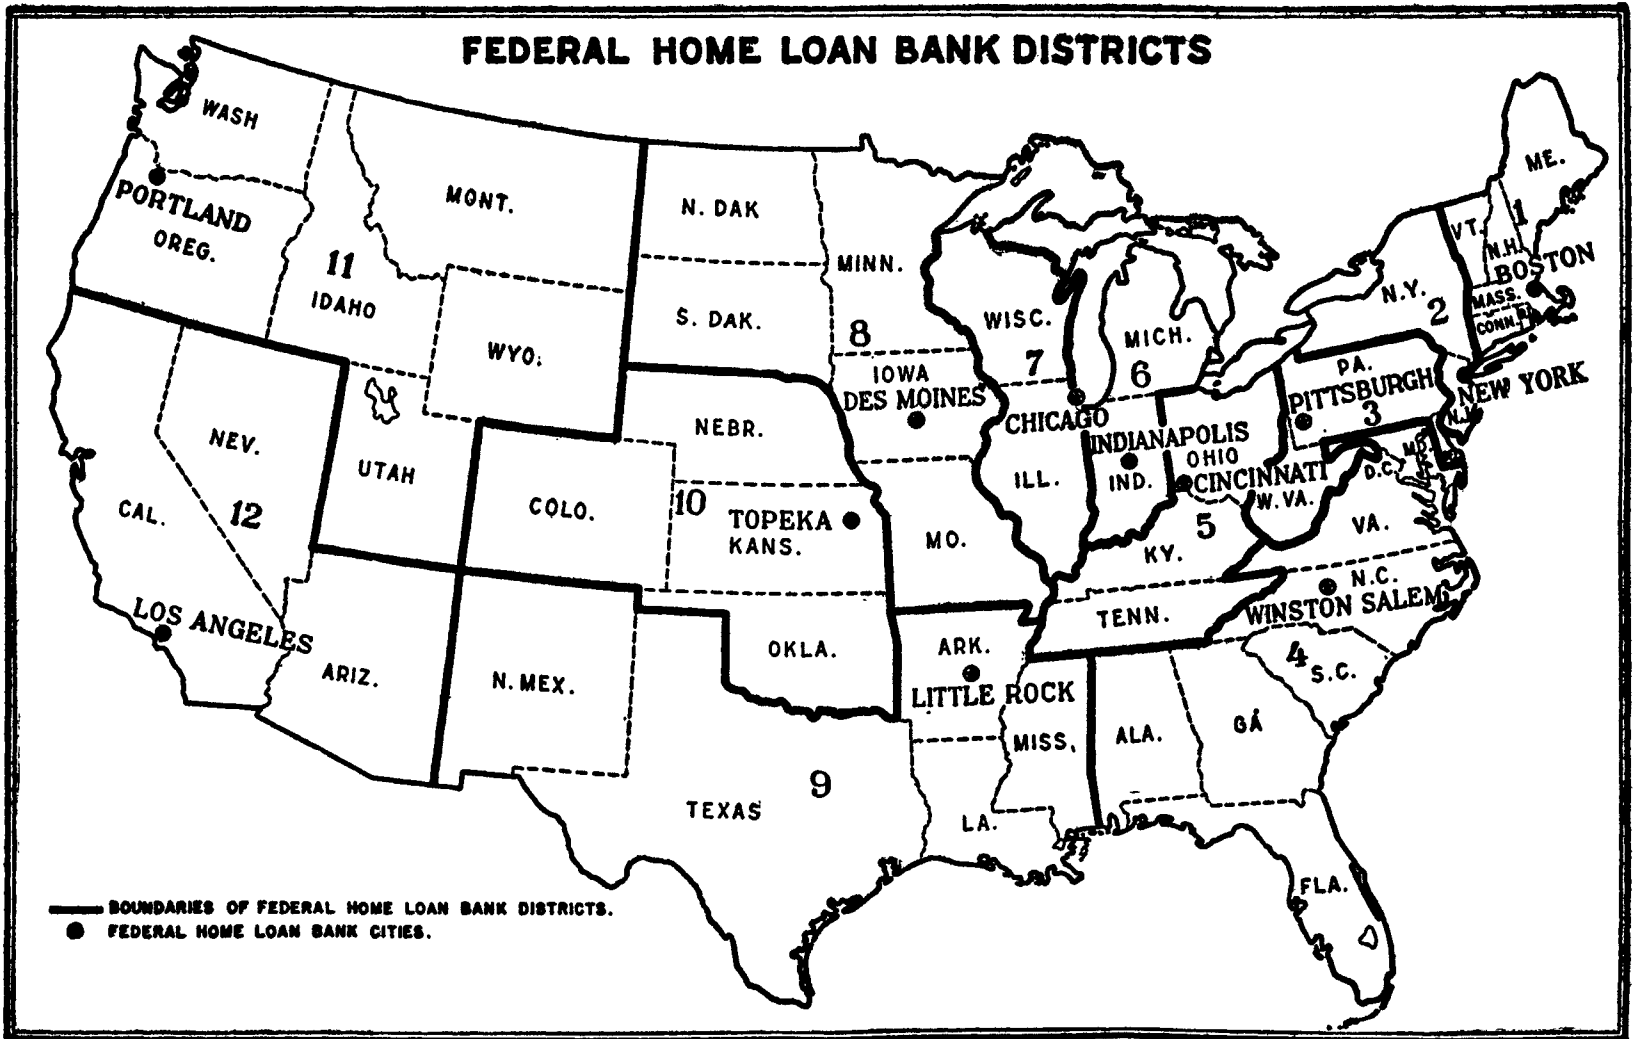 FEDERAL HOME LOAN BANK DISTRICTS
WASH
PORTLAND
OREG.
MONT.
11
IDAHO
WYO.
N. DAK
S. DAK.
MINN.
8
IOWA
DES MOINES
WISC.
7
CHICAGO
ILL.
MICH.
6
INDIANAPOLIS
IND.
OHIO
CINCINNATI
5
KY.
W. VA.
ME.
1
VT.
N.H.
BOSTON
MASS.
CONN.
R.I.
N.Y.
2
NEW YORK
N.J.
PA.
PITTSBURGH
3
MD.
D.C.
VA.
NEV.
UTAH
CAL.
12
LOS ANGELES
ARIZ.
NEBR.
COLO.
10
TOPEKA
KANS.
MO.
OKLA.
N. MEX.
TENN.
N.C.
WINSTON SALEM
4
S.C.
ARK.
LITTLE ROCK
MISS.
ALA.
GA
9
TEXAS
LA.
FLA.
BOUNDARIES OF FEDERAL HOME LOAN BANK DISTRICTS.
FEDERAL HOME LOAN BANK CITIES.